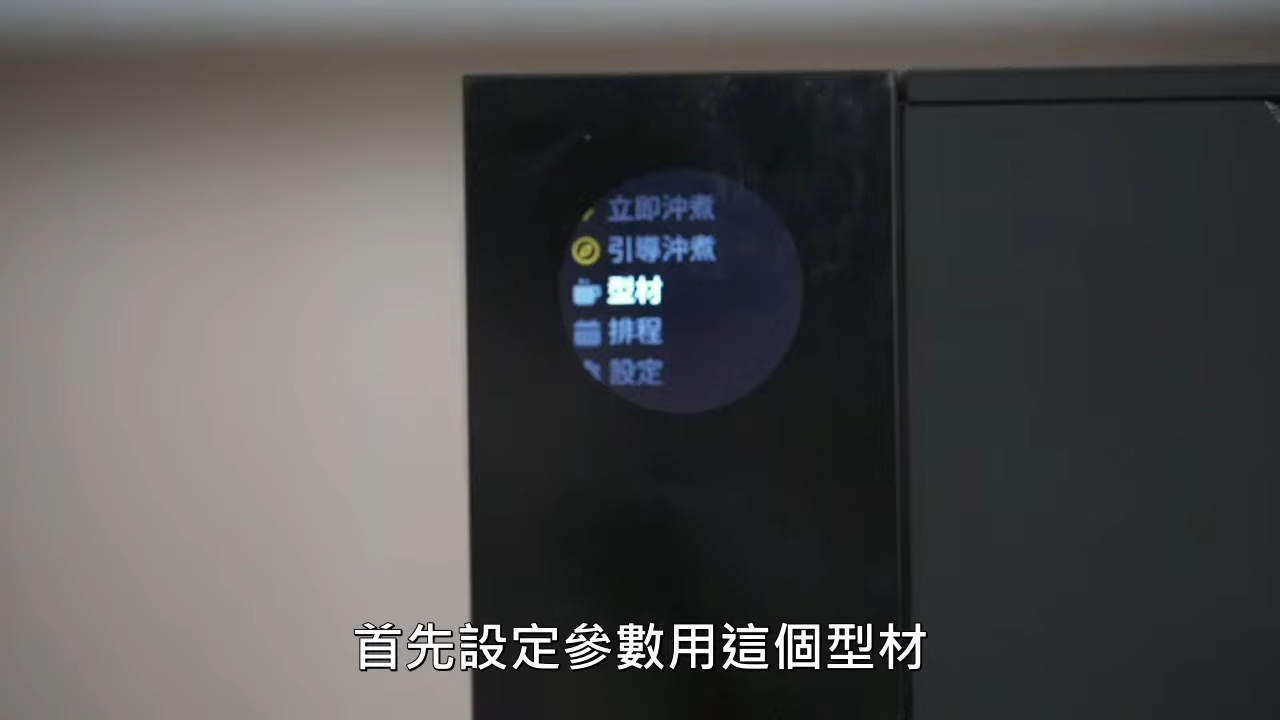 立即沖煮
引導沖煮
型材
排程
設定
首先設定參數用這個型材